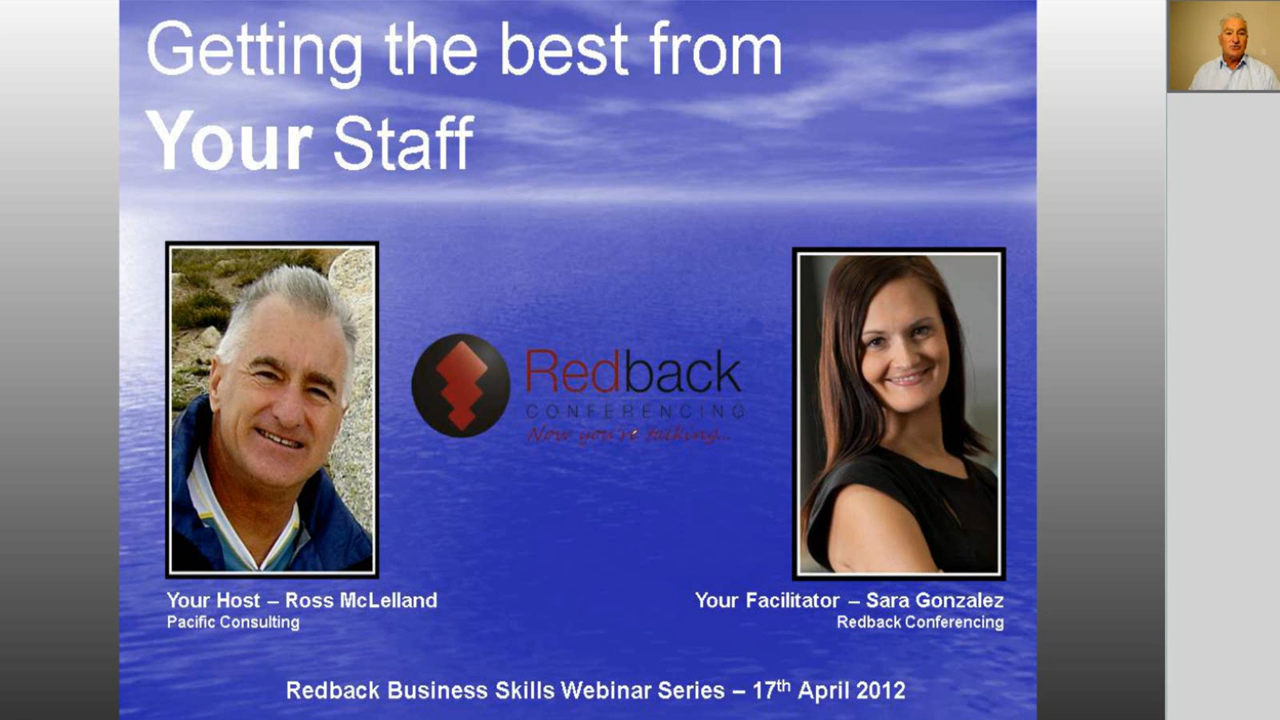 Getting the best from
Your Staff
Redback
CONFERENCING
Now you're talking...
Your Host – Ross McLelland
Pacific Consulting
Your Facilitator – Sara Gonzalez
Redback Conferencing
Redback Business Skills Webinar Series – 17th April 2012